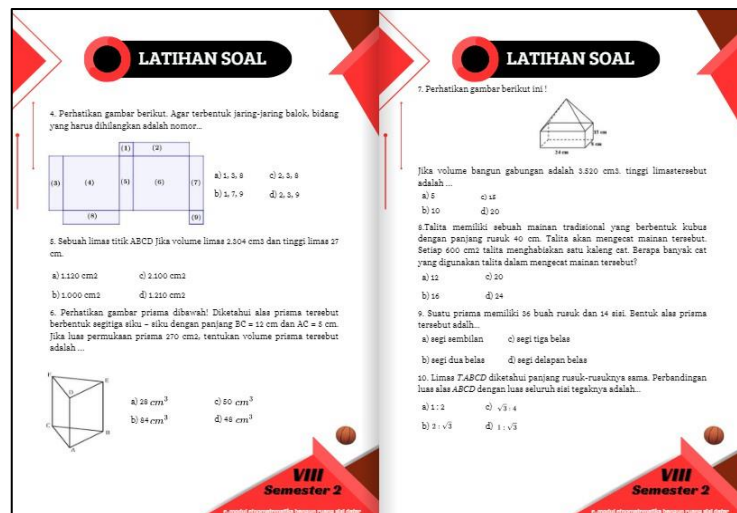 LATIHAN SOAL
4. Perhatikan gambar berikut. Agar terbentuk jaring-jaring balok, bidang
yang harus dihilangkan adalah nomor...
(1) (2)
(3) (4) (5) (6) (7)
(8) (9)
a) 1, 3, 8 c) 2, 3, 8
b) 1, 7, 9 d) 2, 3, 9
5. Sebuah limas titik ABCD Jika volume limas 2.304 cm3 dan tinggi limas 27
cm.
a) 1.120 cm2 c) 2.100 cm2
b) 1.000 cm2 d) 1.210 cm2
6. Perhatikan gambar prisma dibawah! Diketahui alas prisma tersebut
berbentuk segitiga siku – siku dengan panjang BC = 12 cm dan AC = 5 cm.
Jika luas permukaan prisma 270 cm2, tentukan volume prisma tersebut
adalah ...
F E
D
C B
A
a) 28 cm³ c) 50 cm³
b) 84 cm³ d) 48 cm³
VIII
Semester 2
LATIHAN SOAL
7. Perhatikan gambar berikut ini !
24 cm
Jika volume bangun gabungan adalah 3.520 cm3. tinggi limastersebut
adalah ...
a) 5 c) 15
b) 10 d) 20
8.Talita memiliki sebuah mainan tradisional yang berbentuk kubus
dengan panjang rusuk 40 cm. Talita akan mengecat mainan tersebut.
Setiap 600 cm2 talita menghabiskan satu kaleng cat. Berapa banyak cat
yang digunakan talita dalam mengecat mainan tersebut?
a) 12 c) 20
b) 16 d) 24
9. Suatu prisma memiliki 36 buah rusuk dan 14 sisi. Bentuk alas prisma
tersebut adalh...
a) segi sembilan c) segi tiga belas
b) segi dua belas d) segi delapan belas
10. Limas T.ABCD diketahui panjang rusuk-rusuknya sama. Perbandingan
luas alas ABCD dengan luas seluruh sisi tegaknya adalah...
a) 1 : 2 c) √3 : 4
b) 2 : √3 d) 1 : √3
VIII
Semester 2